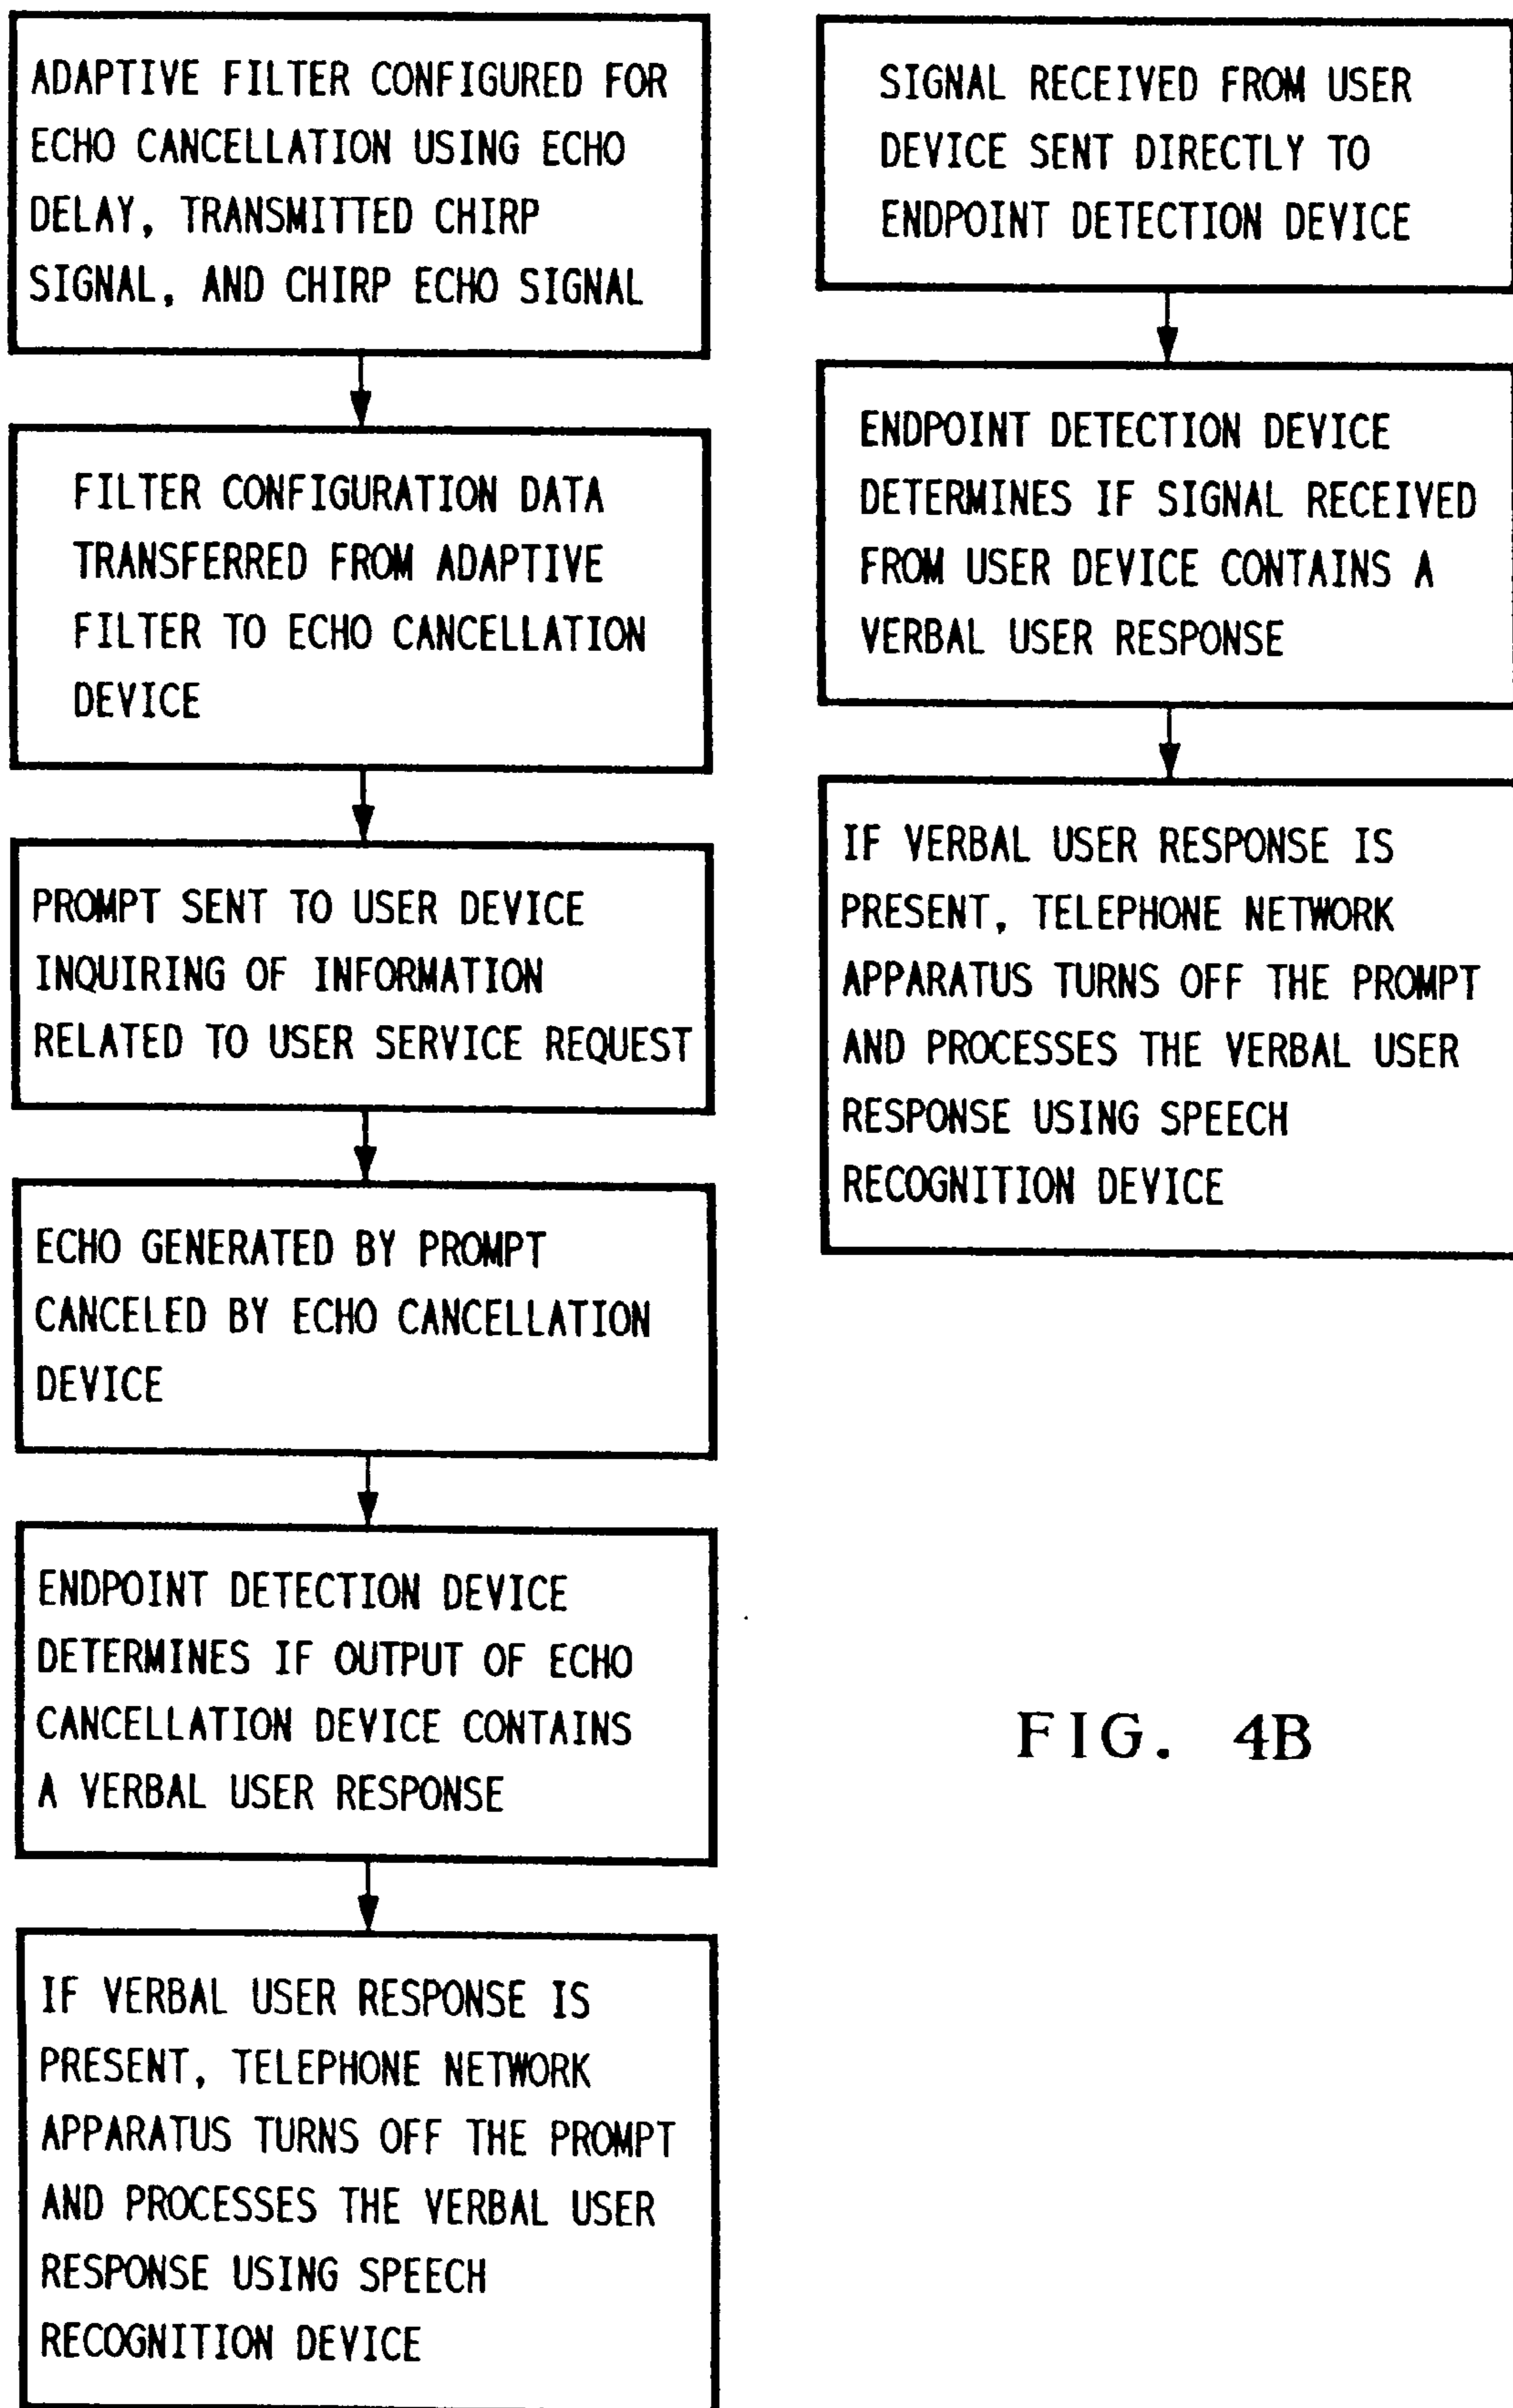 ADAPTIVE FILTER CONFIGURED FOR
ECHO CANCELLATION USING ECHO
DELAY, TRANSMITTED CHIRP
SIGNAL, AND CHIRP ECHO SIGNAL
FILTER CONFIGURATION DATA
TRANSFERRED FROM ADAPTIVE
FILTER TO ECHO CANCELLATION
DEVICE
PROMPT SENT TO USER DEVICE
INQUIRING OF INFORMATION
RELATED TO USER SERVICE REQUEST
ECHO GENERATED BY PROMPT
CANCELED BY ECHO CANCELLATION
DEVICE
ENDPOINT DETECTION DEVICE
DETERMINES IF OUTPUT OF ECHO
CANCELLATION DEVICE CONTAINS
A VERBAL USER RESPONSE
IF VERBAL USER RESPONSE IS
PRESENT, TELEPHONE NETWORK
APPARATUS TURNS OFF THE PROMPT
AND PROCESSES THE VERBAL USER
RESPONSE USING SPEECH
RECOGNITION DEVICE
SIGNAL RECEIVED FROM USER
DEVICE SENT DIRECTLY TO
ENDPOINT DETECTION DEVICE
ENDPOINT DETECTION DEVICE
DETERMINES IF SIGNAL RECEIVED
FROM USER DEVICE CONTAINS A
VERBAL USER RESPONSE
IF VERBAL USER RESPONSE IS
PRESENT, TELEPHONE NETWORK
APPARATUS TURNS OFF THE PROMPT
AND PROCESSES THE VERBAL USER
RESPONSE USING SPEECH
RECOGNITION DEVICE
FIG. 4B